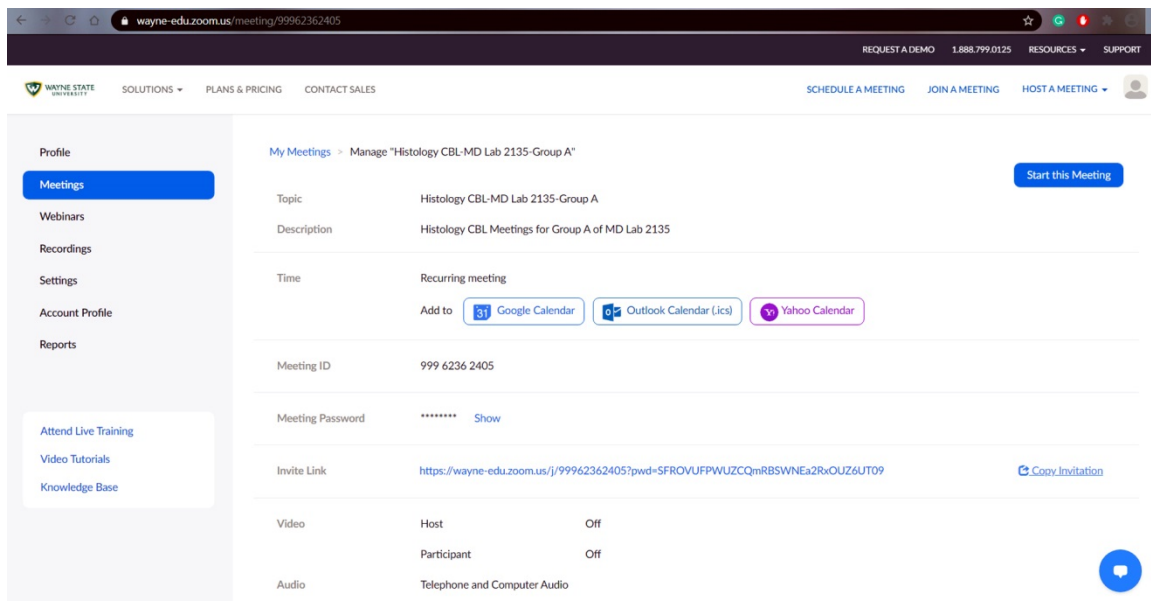 wayne-edu.zoom.us/meeting/99962362405
REQUEST A DEMO 1.888.799.0125 RESOURCES SUPPORT
WAYNE STATE
UNIVERSITY
SOLUTIONS PLANS & PRICING CONTACT SALES SCHEDULE A MEETING JOIN A MEETING HOST A MEETING
Profile
Meetings
Webinars
Recordings
Settings
Account Profile
Reports
Attend Live Training
Video Tutorials
Knowledge Base
My Meetings > Manage "Histology CBL-MD Lab 2135-Group A"
Start this Meeting
Topic Histology CBL-MD Lab 2135-Group A
Description Histology CBL Meetings for Group A of MD Lab 2135
Time Recurring meeting
Add to 31 Google Calendar Outlook Calendar (.ics) Yahoo Calendar
Meeting ID 999 6236 2405
Meeting Password ******** Show
Invite Link https://wayne-edu.zoom.us/j/99962362405?pwd=SFROVUFPWUZCQmRBSWNEa2RxOUZ6UT09 Copy Invitation
Video Host Off
Participant Off
Audio Telephone and Computer Audio